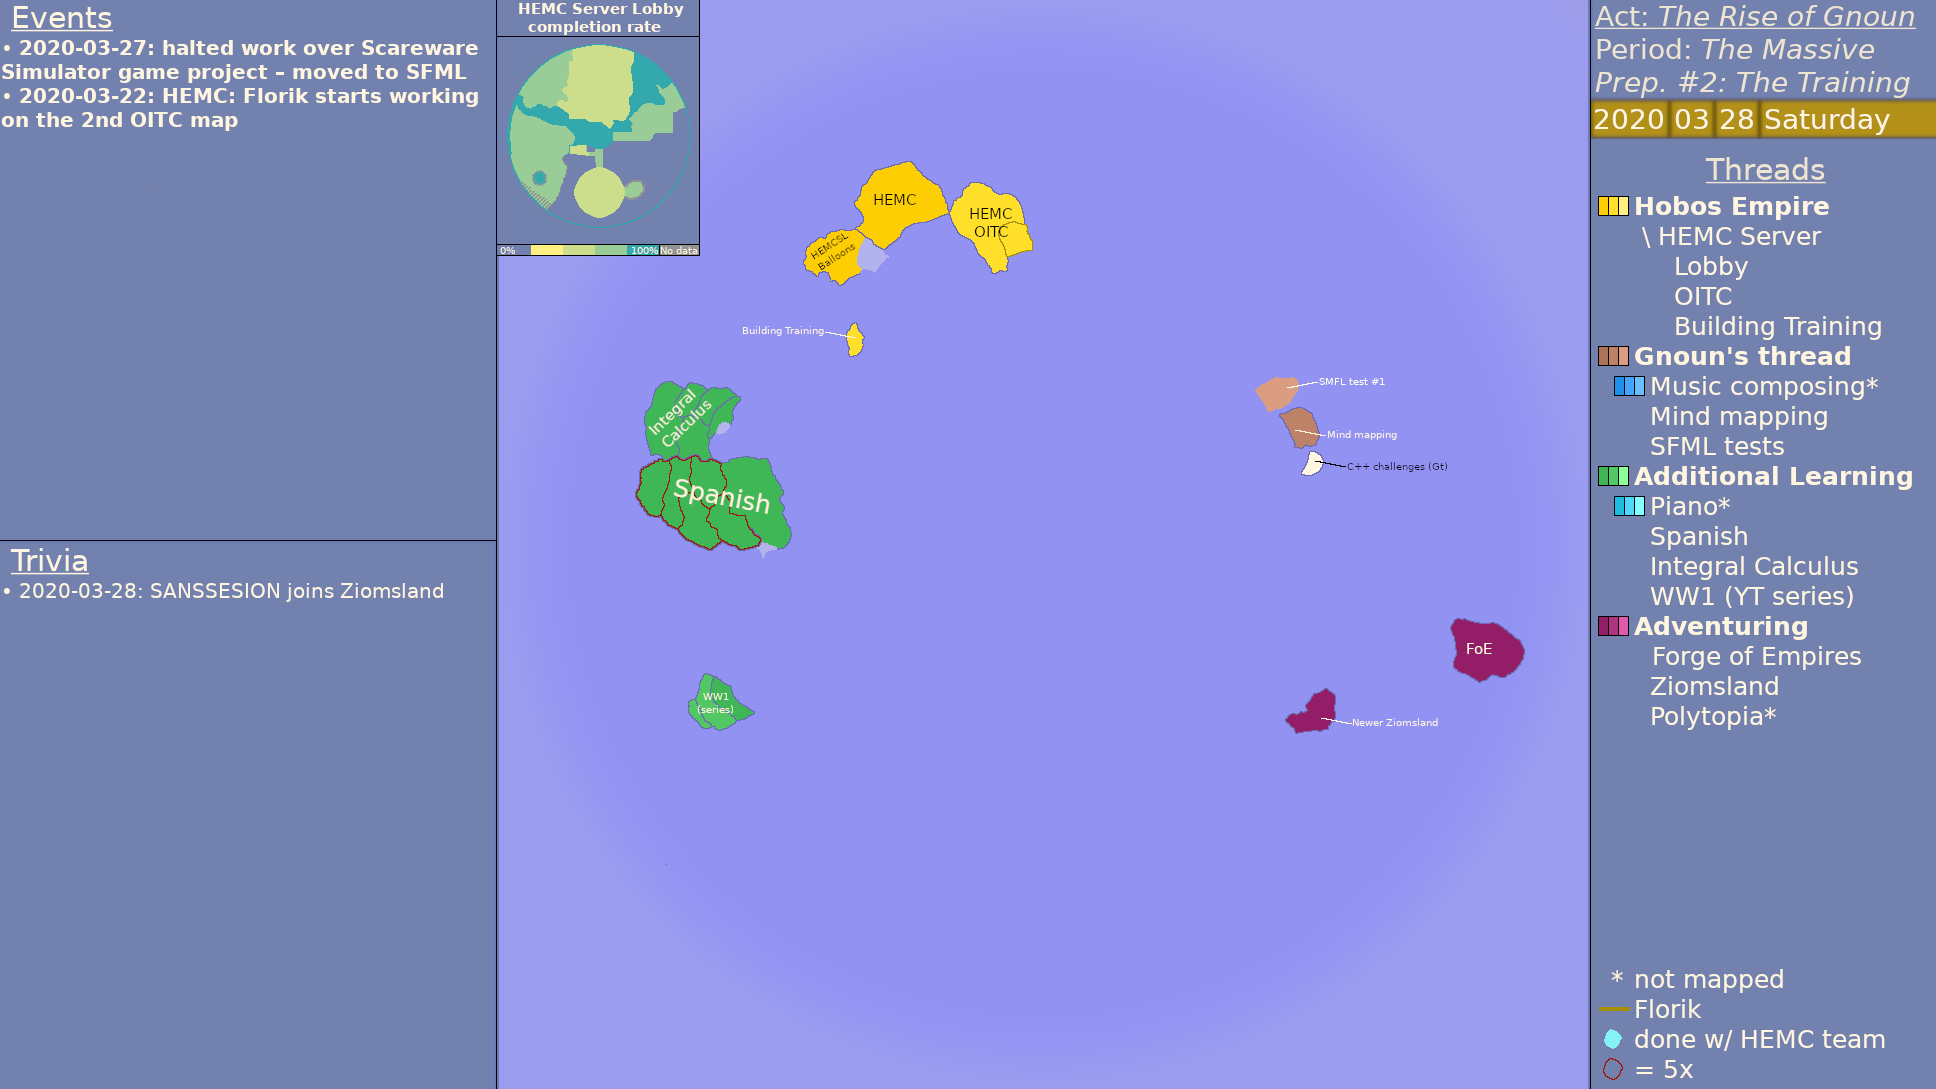 Events
• 2020-03-27: halted work over Scareware
Simulator game project – moved to SFML
• 2020-03-22: HEMC: Florik starts working
on the 2nd OITC map
Trivia
• 2020-03-28: SANSSESION joins Ziomsland
HEMC Server Lobby
completion rate
0%
100%
No data
HEMC
HEMC
OITC
HEMCSL
Balloons
Building Training
Integral
Calculus
Spanish
WW1
(series)
SMFL test #1
Mind mapping
C++ challenges (Gt)
FoE
Newer Ziomsland
Act: The Rise of Gnoun
Period: The Massive
Prep. #2: The Training
2020 03 28 Saturday
Threads
Hobos Empire
\ HEMC Server
Lobby
OITC
Building Training
Gnoun's thread
Music composing*
Mind mapping
SFML tests
Additional Learning
Piano*
Spanish
Integral Calculus
WW1 (YT series)
Adventuring
Forge of Empires
Ziomsland
Polytopia*
* not mapped
Florik
done w/ HEMC team
= 5x